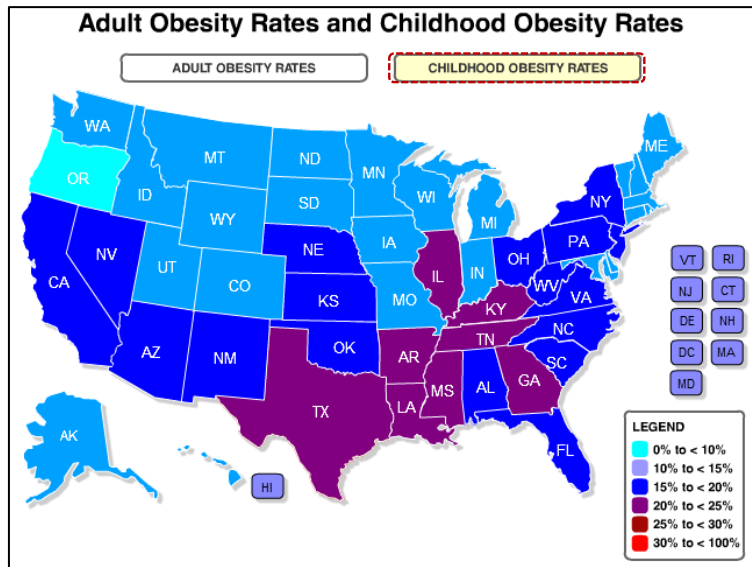 Adult Obesity Rates and Childhood Obesity Rates
ADULT OBESITY RATES
CHILDHOOD OBESITY RATES
WA
MT
ND
MN
ME
OR
ID
SD
WI
MI
NY
WY
IA
PA
NV
NE
IL
IN
OH
CA
UT
CO
MO
WV
VA
KS
KY
NC
AZ
NM
OK
AR
TN
SC
MS
AL
GA
TX
LA
FL
AK
HI
VT
RI
NJ
CT
DE
NH
DC
MA
MD
LEGEND
0% to < 10%
10% to < 15%
15% to < 20%
20% to < 25%
25% to < 30%
30% to < 100%